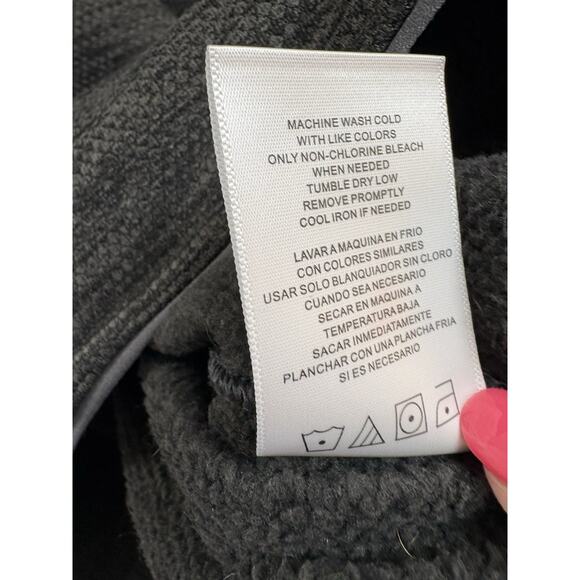 MACHINE WASH COLD
WITH LIKE COLORS
ONLY NON-CHLORINE BLEACH
WHEN NEEDED
TUMBLE DRY LOW
REMOVE PROMPTLY
COOL IRON IF NEEDED
LAVAR A MAQUINA EN FRIO
CON COLORES SIMILARES
USAR SOLO BLANQUIADOR SIN CLORO
CUANDO SEA NECESARIO
SECAR EN MAQUINA A
TEMPERATURA BAJA
SACAR INMEDIATAMENTE
PLANCHAR CON UNA PLANCHA FRIA
SI ES NECESARIO